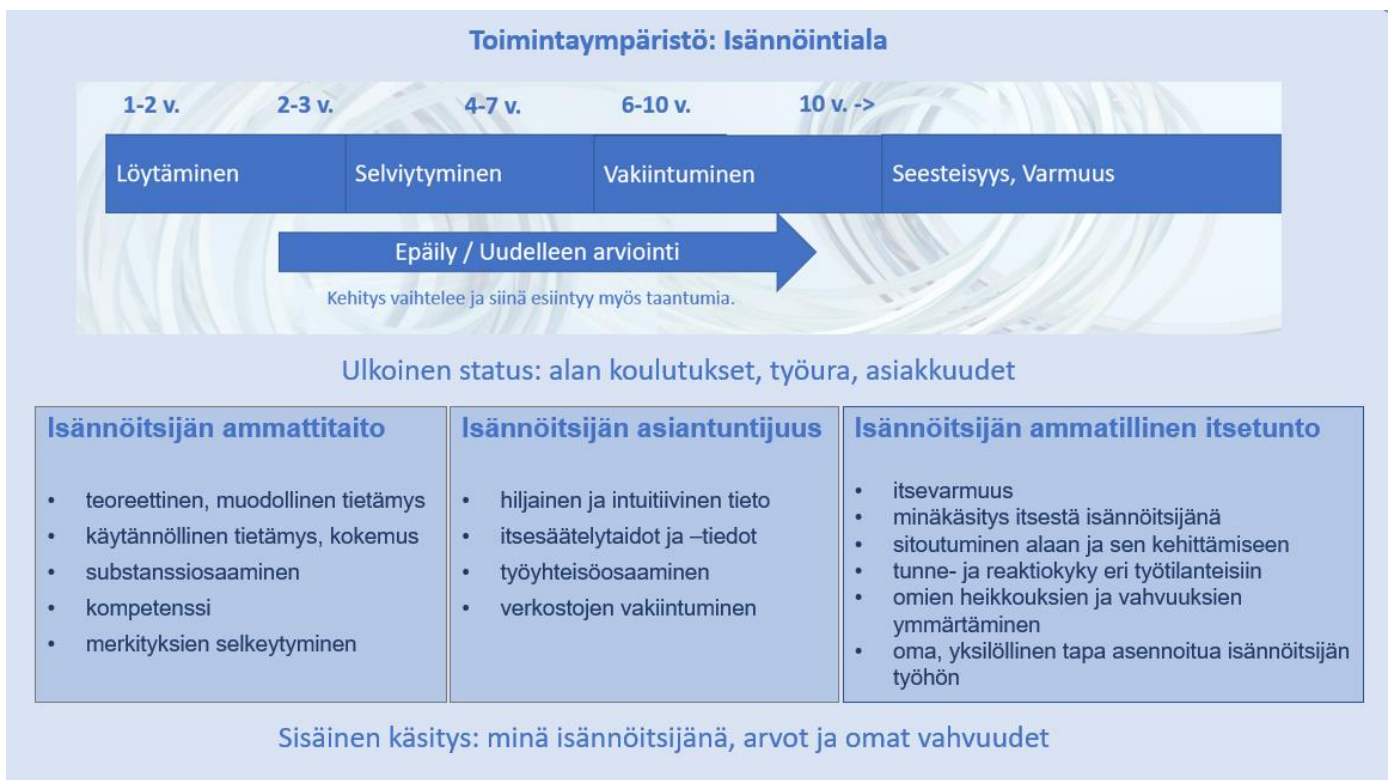 Toimintaympäristö: Isännöintiala
1-2 v. 2-3 v. 4-7 v. 6-10 v. 10 v. ->
Löytäminen Selviytyminen Vakiintuminen Seesteisyys, Varmuus
Epäily / Uudelleen arviointi
Kehitys vaihtelee ja siinä esiintyy myös taantumia.
Ulkoinen status: alan koulutukset, työura, asiakkuudet
Isännöitsijän ammattitaito
• teoreettinen, muodollinen tietämys
• käytännöllinen tietämys, kokemus
• substanssiosaaminen
• kompetenssi
• merkityksien selkeytyminen
Isännöitsijän asiantuntijuus
• hiljainen ja intuitiivinen tieto
• itsesäätelytaidot ja –tiedot
• työyhteisöosaaminen
• verkostojen vakiintuminen
Isännöitsijän ammatillinen itsetunto
• itsevarmuus
• minäkäsitys itsestä isännöitsijänä
• sitoutuminen alaan ja sen kehittämiseen
• tunne- ja reaktiokyky eri työtilanteisiin
• omien heikkouksien ja vahvuuksien
ymmärtäminen
• oma, yksilöllinen tapa asennoitua isännöitsijän
työhön
Sisäinen käsitys: minä isännöitsijänä, arvot ja omat vahvuudet